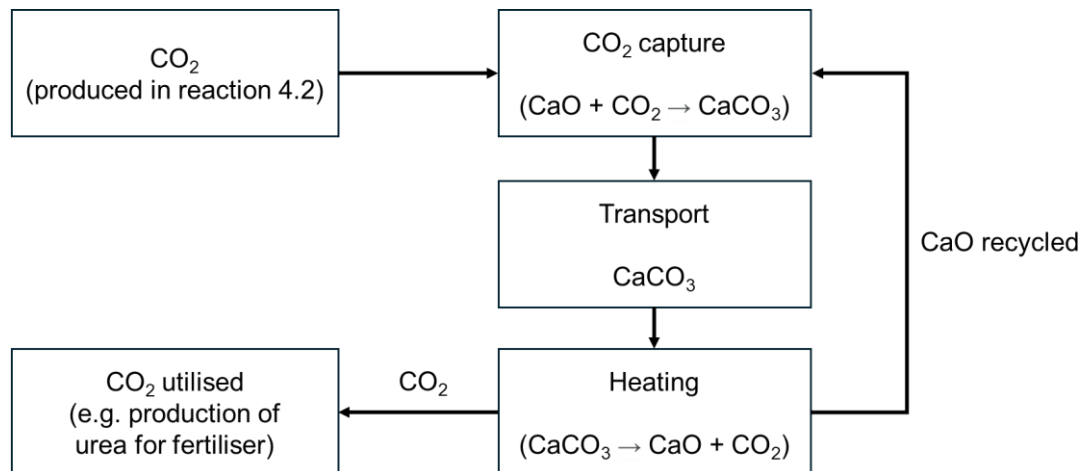 CO₂
(produced in reaction 4.2)
CO₂ capture
(CaO + CO₂ → CaCO₃)
Transport
CaCO₃
CaO recycled
CO₂ utilised
(e.g. production of
urea for fertiliser)
CO₂
Heating
(CaCO₃ → CaO + CO₂)